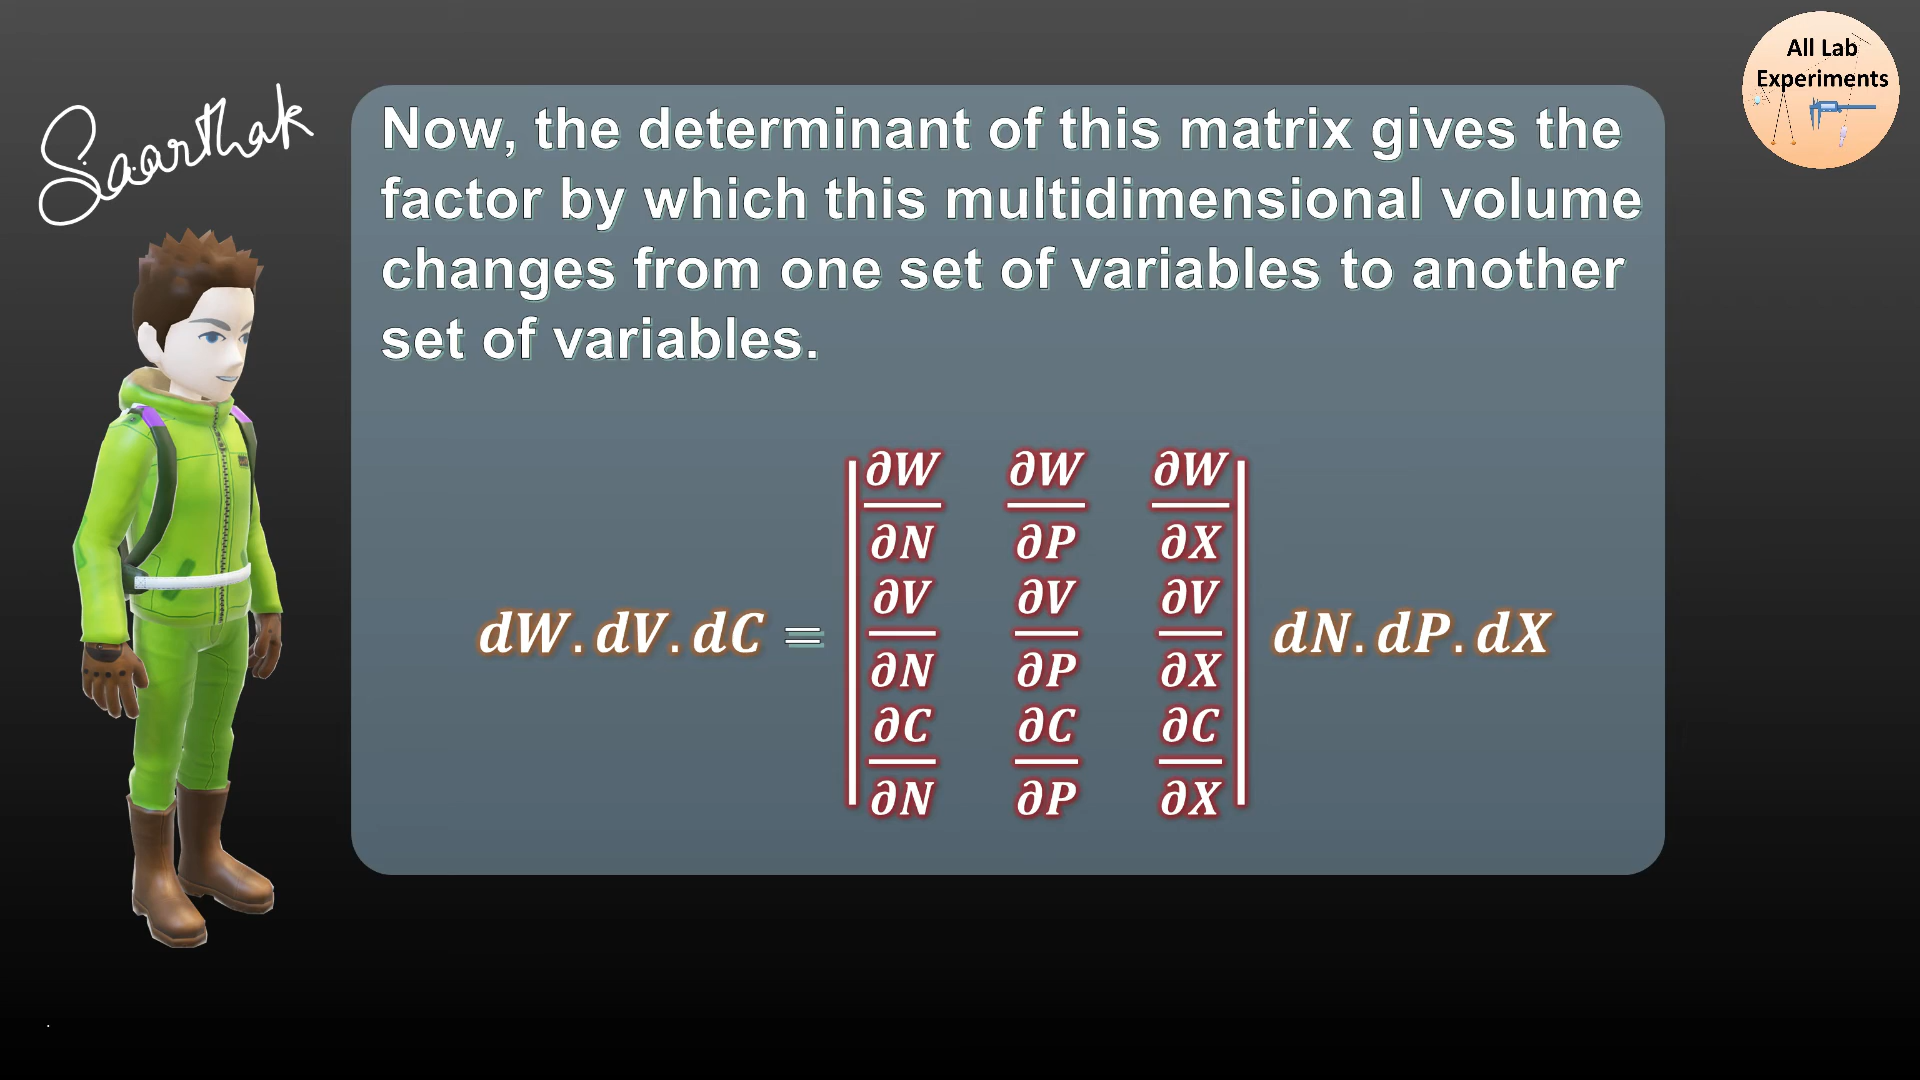 All Lab
Experiments
Saarthak
Now, the determinant of this matrix gives the
factor by which this multidimensional volume
changes from one set of variables to another
set of variables.
dW.dV.dC = |∂W/∂N ∂W/∂P ∂W/∂X| dN.dP.dX
|∂V/∂N ∂V/∂P ∂V/∂X|
|∂C/∂N ∂C/∂P ∂C/∂X|